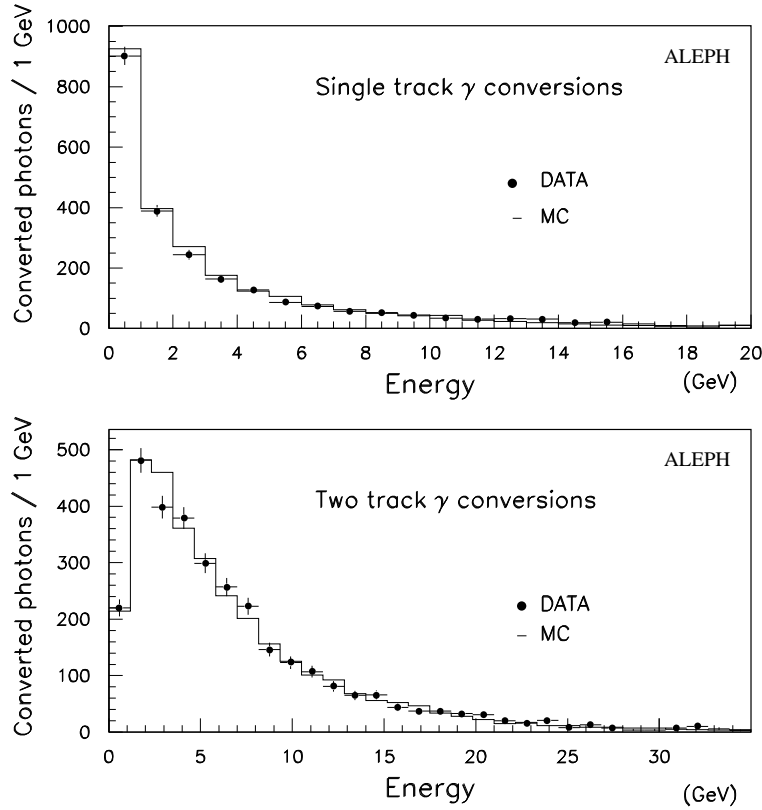 Converted photons / 1 GeV
1000
800
600
400
200
0
ALEPH
Single track γ conversions
DATA
MC
0 2 4 6 8 10 12 14 16 18 20
Energy
(GeV)
Converted photons / 1 GeV
500
400
300
200
100
0
ALEPH
Two track γ conversions
DATA
MC
0 5 10 15 20 25 30
Energy
(GeV)